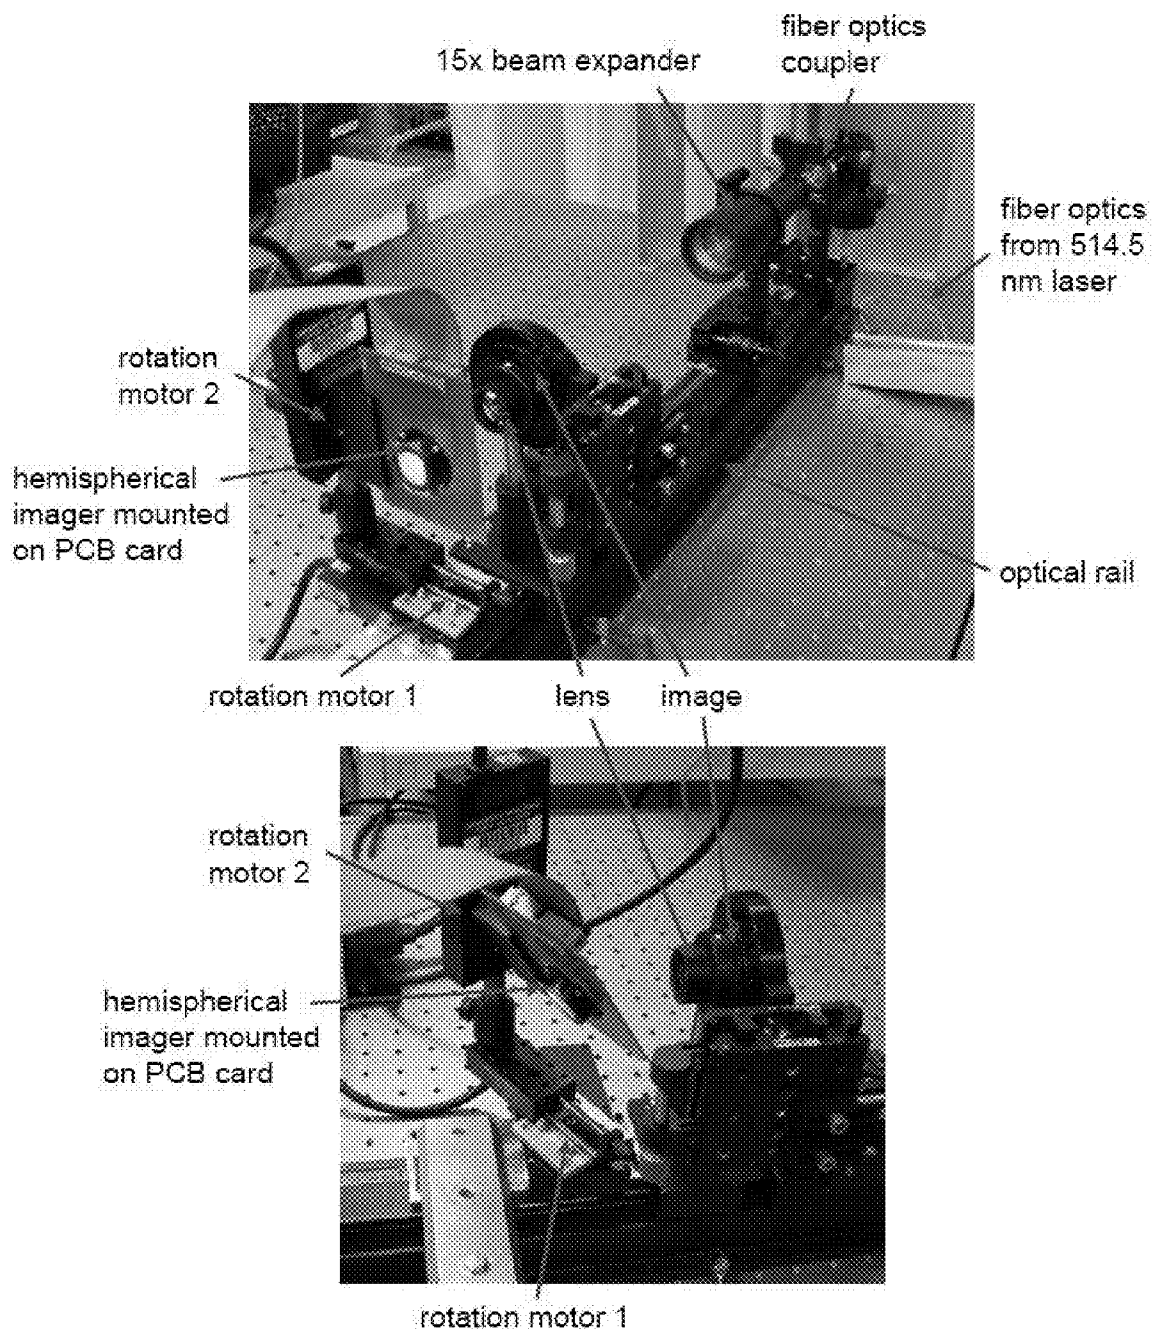 fiber optics
coupler
15x beam expander
fiber optics
from 514.5
nm laser
rotation
motor 2
hemispherical
imager mounted
on PCB card
optical rail
rotation motor 1
lens
image
rotation
motor 2
hemispherical
imager mounted
on PCB card
rotation motor 1